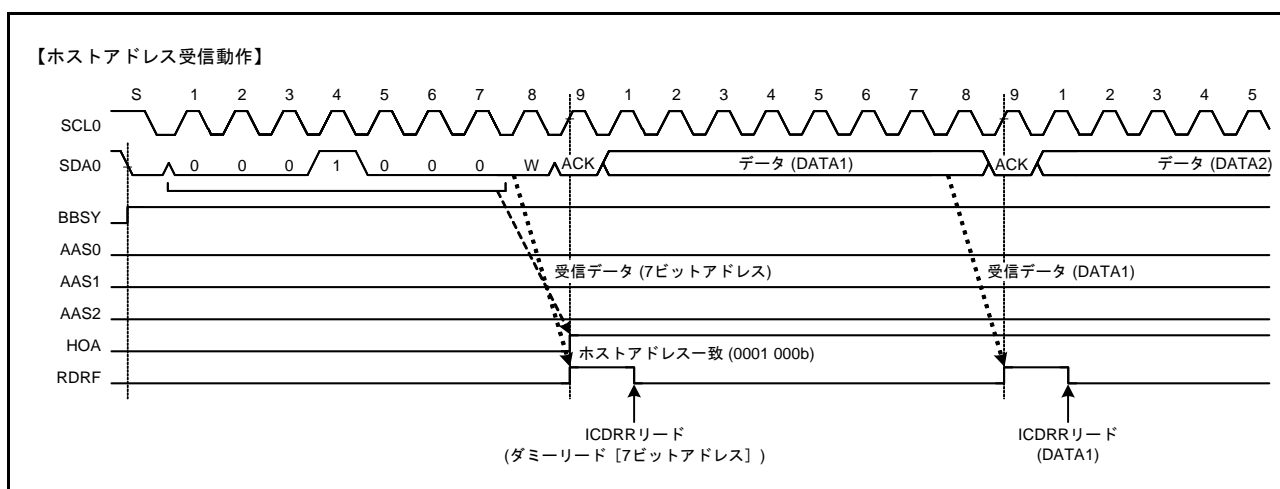 【ホストアドレス受信動作】
S 1 2 3 4 5 6 7 8 9 1 2 3 4 5 6 7 8 9 1 2 3 4 5
SCL0
SDA0 0 0 0 1 0 0 0 W ACK データ (DATA1) ACK データ (DATA2)
BBSY
AAS0
受信データ (7ビットアドレス) 受信データ (DATA1)
AAS1
AAS2
HOA
ホストアドレス一致 (0001 000b)
RDRF
ICDRRリード ICDRRリード
(ダミーリード［7ビットアドレス］) (DATA1)